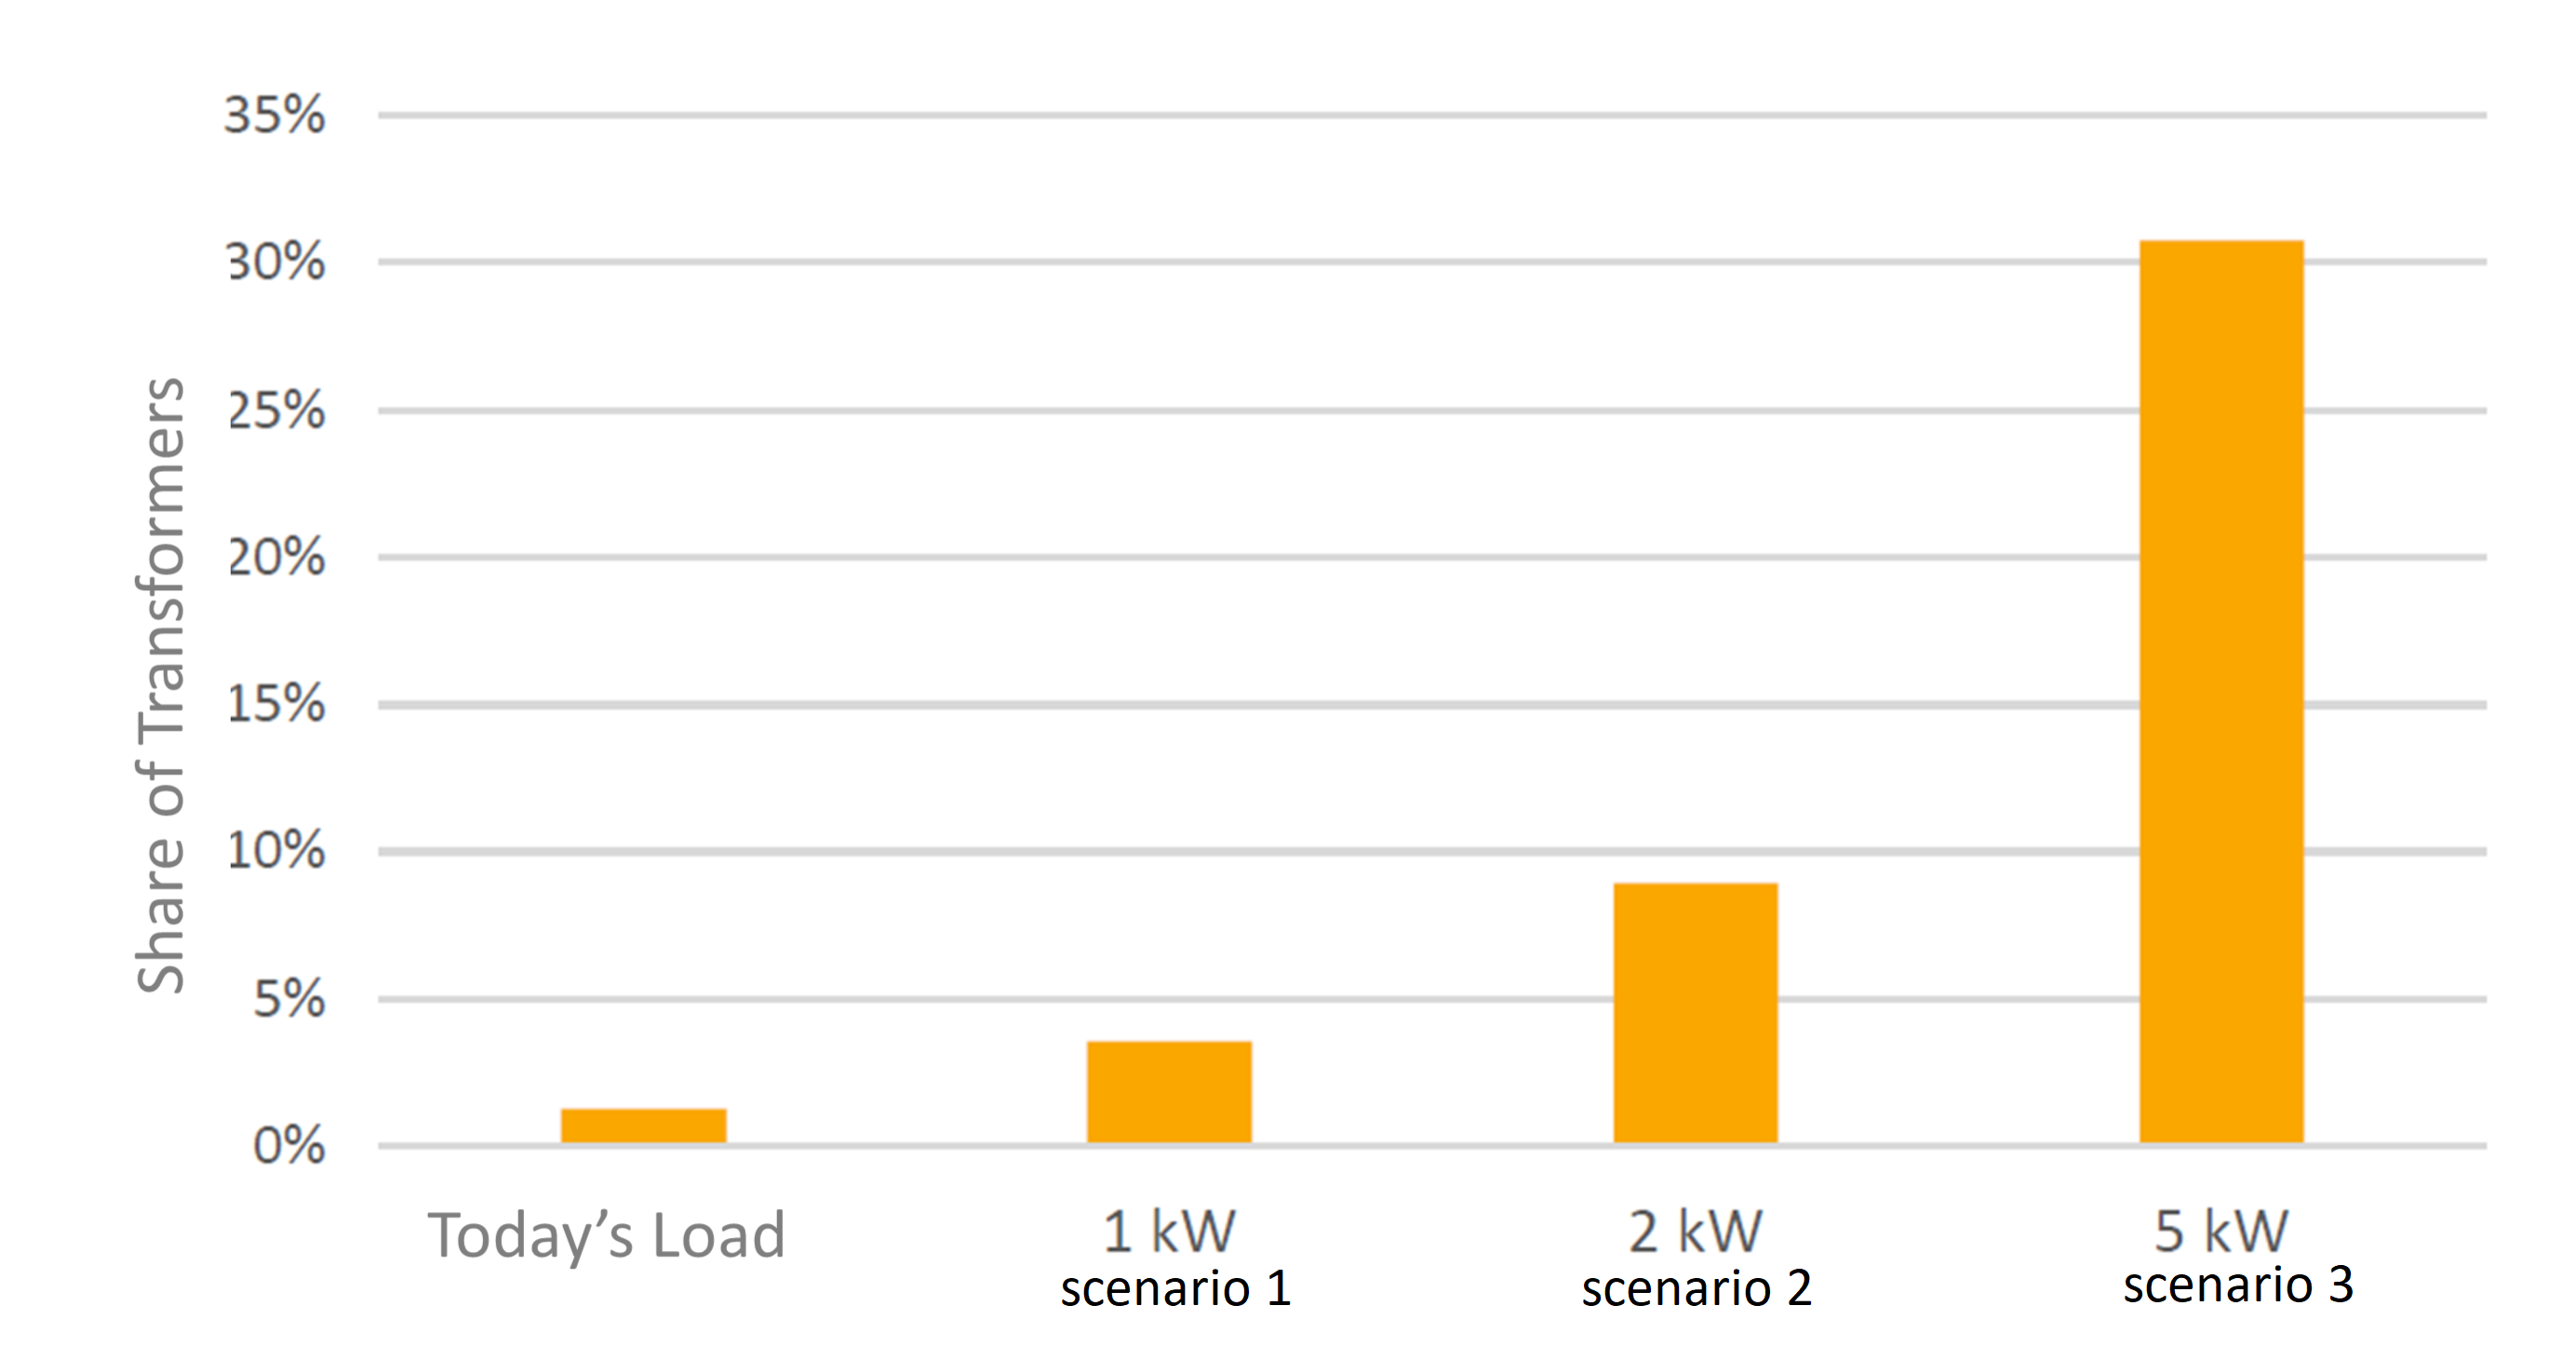 35%
30%
25%
20%
15%
10%
5%
0%
Share of Transformers
Today’s Load
1 kW
scenario 1
2 kW
scenario 2
5 kW
scenario 3